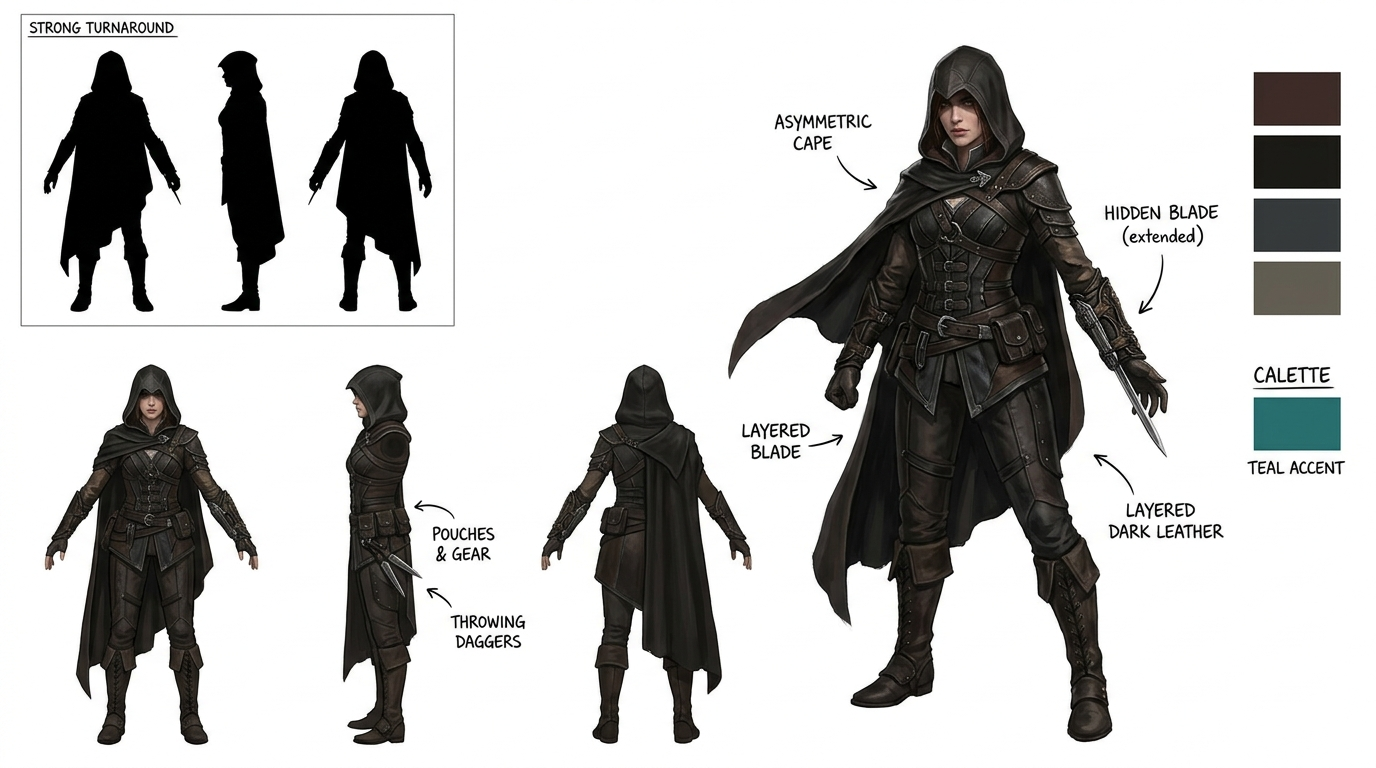 STRONG TURNAROUND
ASYMMETRIC
CAPE
HIDDEN BLADE
(extended)
CALETTE
TEAL ACCENT
LAYERED
BLADE
LAYERED
DARK LEATHER
POUCHES
& GEAR
THROWING
DAGGERS